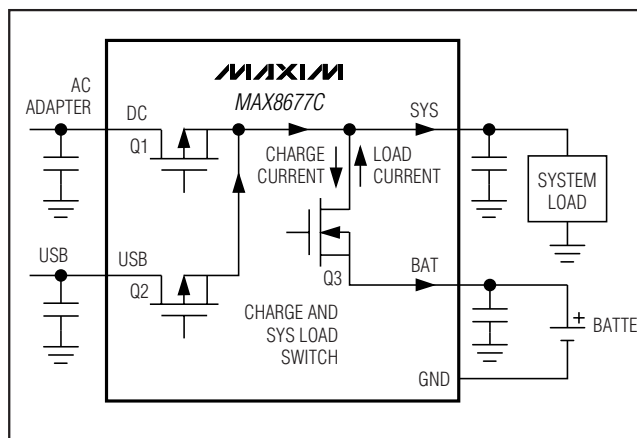 MAXIM
MAX8677C
AC
ADAPTER
DC
Q1
SYS
CHARGE
CURRENT
LOAD
CURRENT
SYSTEM
LOAD
USB
USB
Q2
Q3
BAT
CHARGE AND
SYS LOAD
SWITCH
+
BATTE
GND